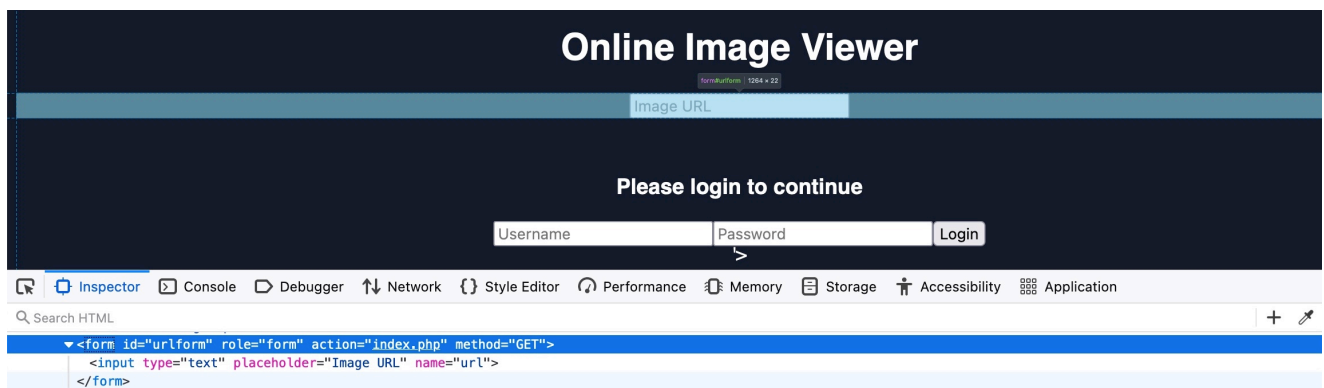 Online Image Viewer
form#urlform | 1264 × 22
Image URL
Please login to continue
Username Password Login
'>
Inspector Console Debugger Network {} Style Editor Performance Memory Storage Accessibility Application
Search HTML
<form id="urlform" role="form" action="index.php" method="GET">
<input type="text" placeholder="Image URL" name="url">
</form>